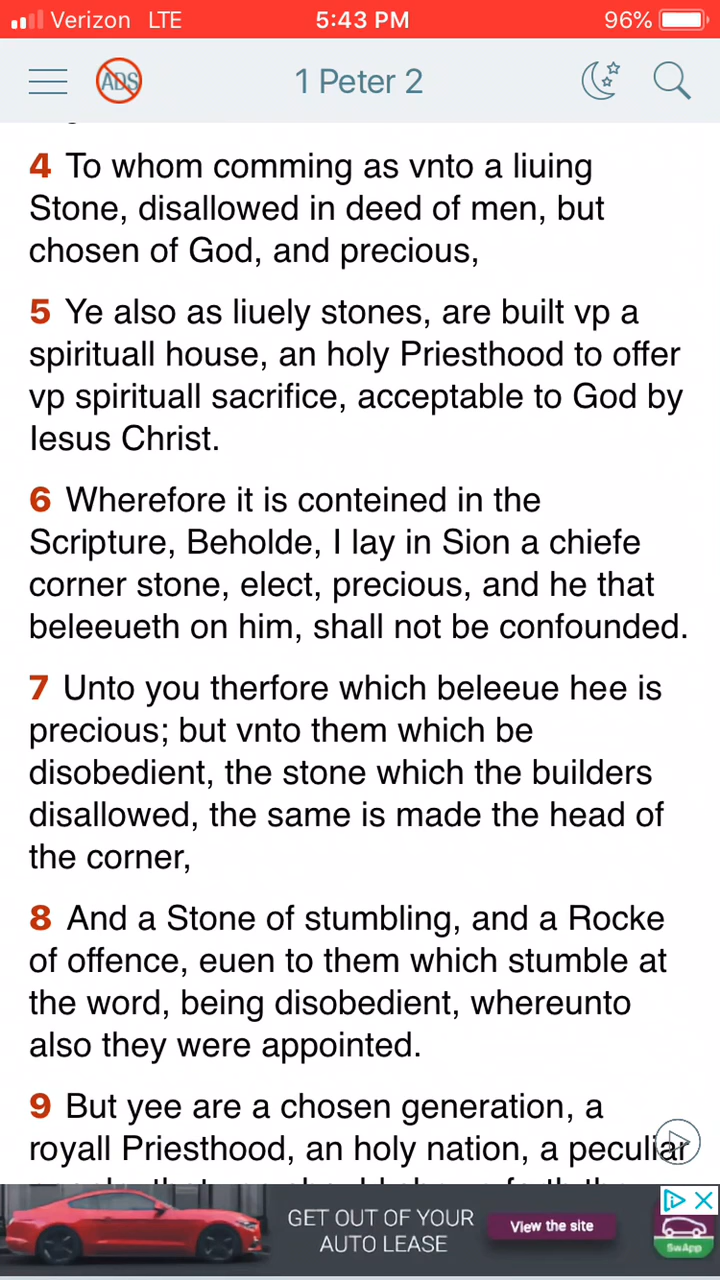 Verizon LTE 5:43 PM 96%
ADS 1 Peter 2
4 To whom comming as vnto a liuing
Stone, disallowed in deed of men, but
chosen of God, and precious,
5 Ye also as liuely stones, are built vp a
spirituall house, an holy Priesthood to offer
vp spirituall sacrifice, acceptable to God by
Iesus Christ.
6 Wherefore it is conteined in the
Scripture, Beholde, I lay in Sion a chiefe
corner stone, elect, precious, and he that
beleeueth on him, shall not be confounded.
7 Unto you therfore which beleeue hee is
precious; but vnto them which be
disobedient, the stone which the builders
disallowed, the same is made the head of
the corner,
8 And a Stone of stumbling, and a Rocke
of offence, euen to them which stumble at
the word, being disobedient, whereunto
also they were appointed.
9 But yee are a chosen generation, a
royall Priesthood, an holy nation, a peculiar
GET OUT OF YOUR
AUTO LEASE
View the site
SwApp